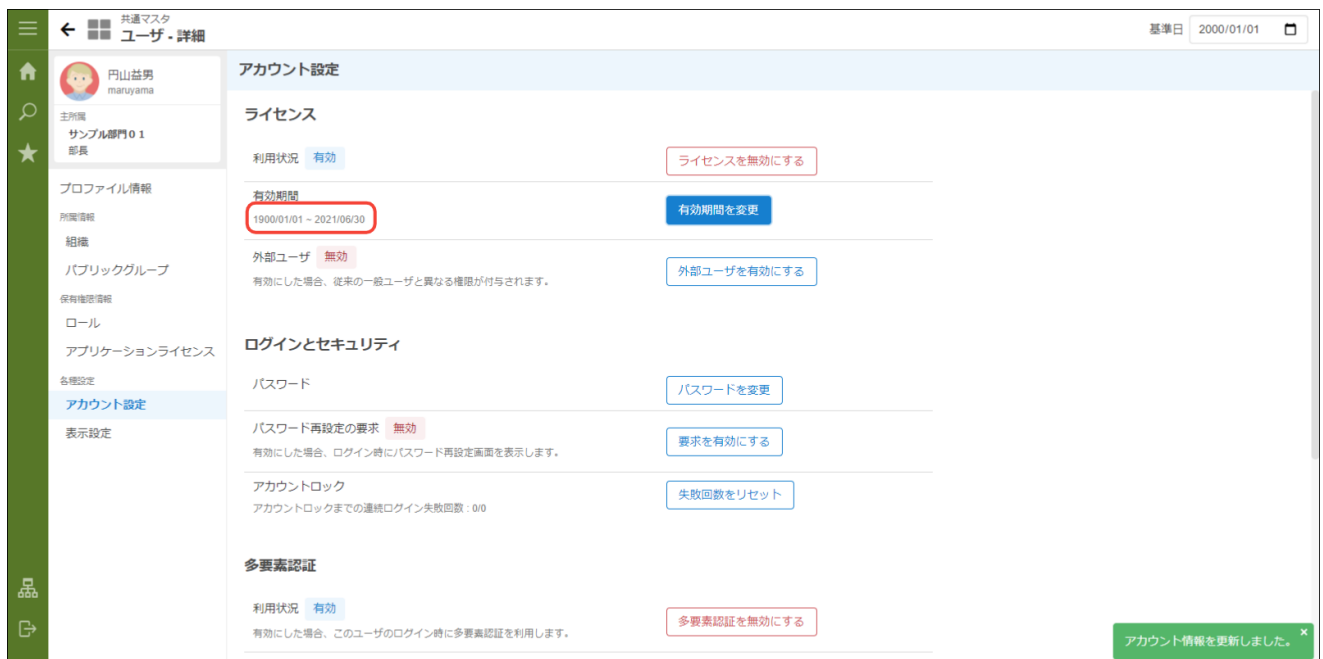 共通マスタ
ユーザ - 詳細
基準日 2000/01/01
円山益男
maruyama
主所属
サンプル部門01
部長
プロファイル情報
所属情報
組織
パブリックグループ
保有権限情報
ロール
アプリケーションライセンス
各種設定
アカウント設定
表示設定
アカウント設定
ライセンス
利用状況 有効 ライセンスを無効にする
有効期間
1900/01/01 ~ 2021/06/30
有効期間を変更
外部ユーザ 無効
有効にした場合、従来の一般ユーザと異なる権限が付与されます。
外部ユーザを有効にする
ログインとセキュリティ
パスワード パスワードを変更
パスワード再設定の要求 無効
有効にした場合、ログイン時にパスワード再設定画面を表示します。
要求を有効にする
アカウントロック
アカウントロックまでの連続ログイン失敗回数 : 0/0
失敗回数をリセット
多要素認証
利用状況 有効
有効にした場合、このユーザのログイン時に多要素認証を利用します。
多要素認証を無効にする
アカウント情報を更新しました。 ×